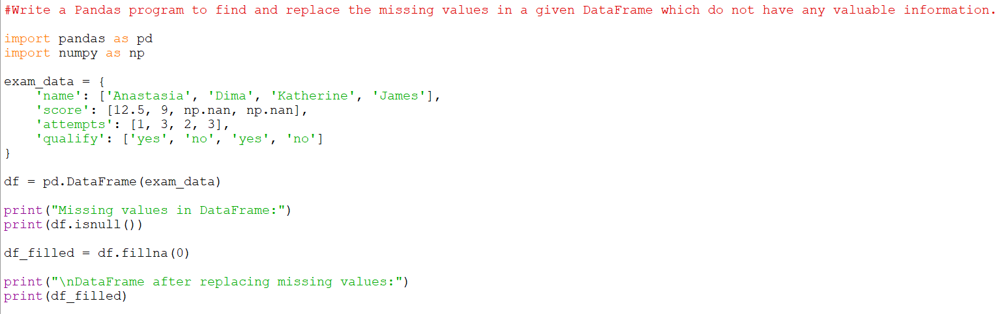 #Write a Pandas program to find and replace the missing values in a given DataFrame which do not have any valuable information.
import pandas as pd
import numpy as np
exam_data = {
    'name': ['Anastasia', 'Dima', 'Katherine', 'James'],
    'score': [12.5, 9, np.nan, np.nan],
    'attempts': [1, 3, 2, 3],
    'qualify': ['yes', 'no', 'yes', 'no']
}
df = pd.DataFrame(exam_data)
print("Missing values in DataFrame:")
print(df.isnull())
df_filled = df.fillna(0)
print("\nDataFrame after replacing missing values:")
print(df_filled)